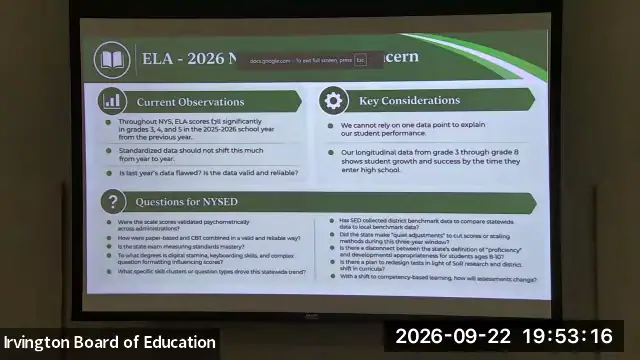 ELA - 2026 N
cern
docs.google.com - To exit full screen, press esc
Current Observations
Throughout NYS, ELA scores fell significantly
in grades 3, 4, and 5 in the 2025-2026 school year
from the previous year.
Standardized data should not shift this much
from year to year.
Is last year's data flawed? Is the data valid and reliable?
Key Considerations
We cannot rely on one data point to explain
our student performance.
Our longitudinal data from grade 3 through grade 8
shows student growth and success by the time they
enter high school.
Questions for NYSED
Were the scale scores validated psychometrically
across administrations?
How were paper-based and CBT combined in a valid and reliable way?
Is the state exam measuring standards mastery?
To what degrees is digital stamina, keyboarding skills, and complex
question formatting influencing scores?
What specific skill clusters or question types drove this statewide trend?
Has SED collected district benchmark data to compare statewide
data to local benchmark data?
Did the state make "quiet adjustments" to cut scores or scaling
methods during this three-year window?
Is there a disconnect between the state's definition of "proficiency"
and developmental appropriateness for students ages 8-10?
Is there a plan to redesign tests in light of SoR research and district
shift in curricula?
With a shift to competency-based learning, how will assessments change?
Irvington Board of Education
2026-09-22 19:53:16